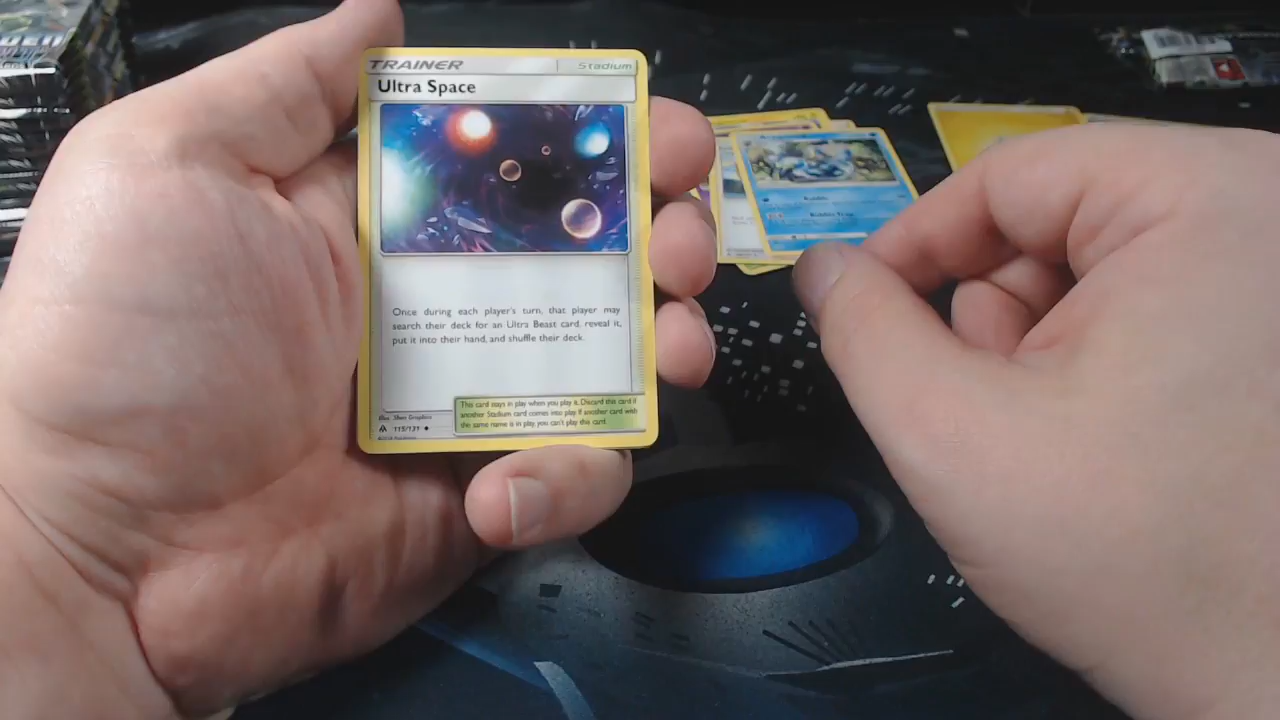 TRAINER
Stadium
Ultra Space
Once during each player's turn, that player may
search their deck for an Ultra Beast card, reveal it,
put it into their hand, and shuffle their deck.
This card stays in play when you play it. Discard this card if
another Stadium card comes into play. If another card with
the same name is in play, you can't play this card.
115/131
Bubble